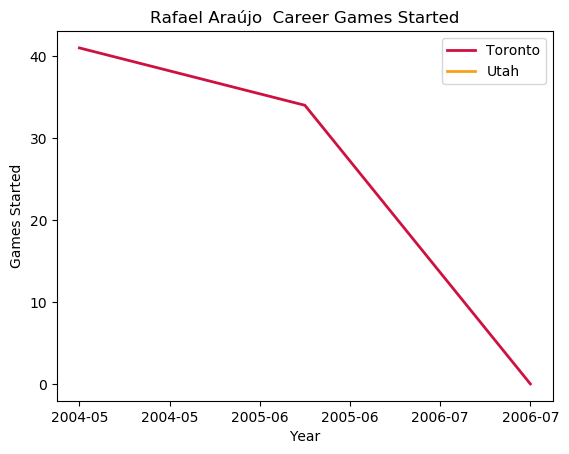 Rafael Araújo  Career Games Started
Toronto
Utah
Games Started
40
30
20
10
0
2004-05 2004-05 2005-06 2005-06 2006-07 2006-07
Year